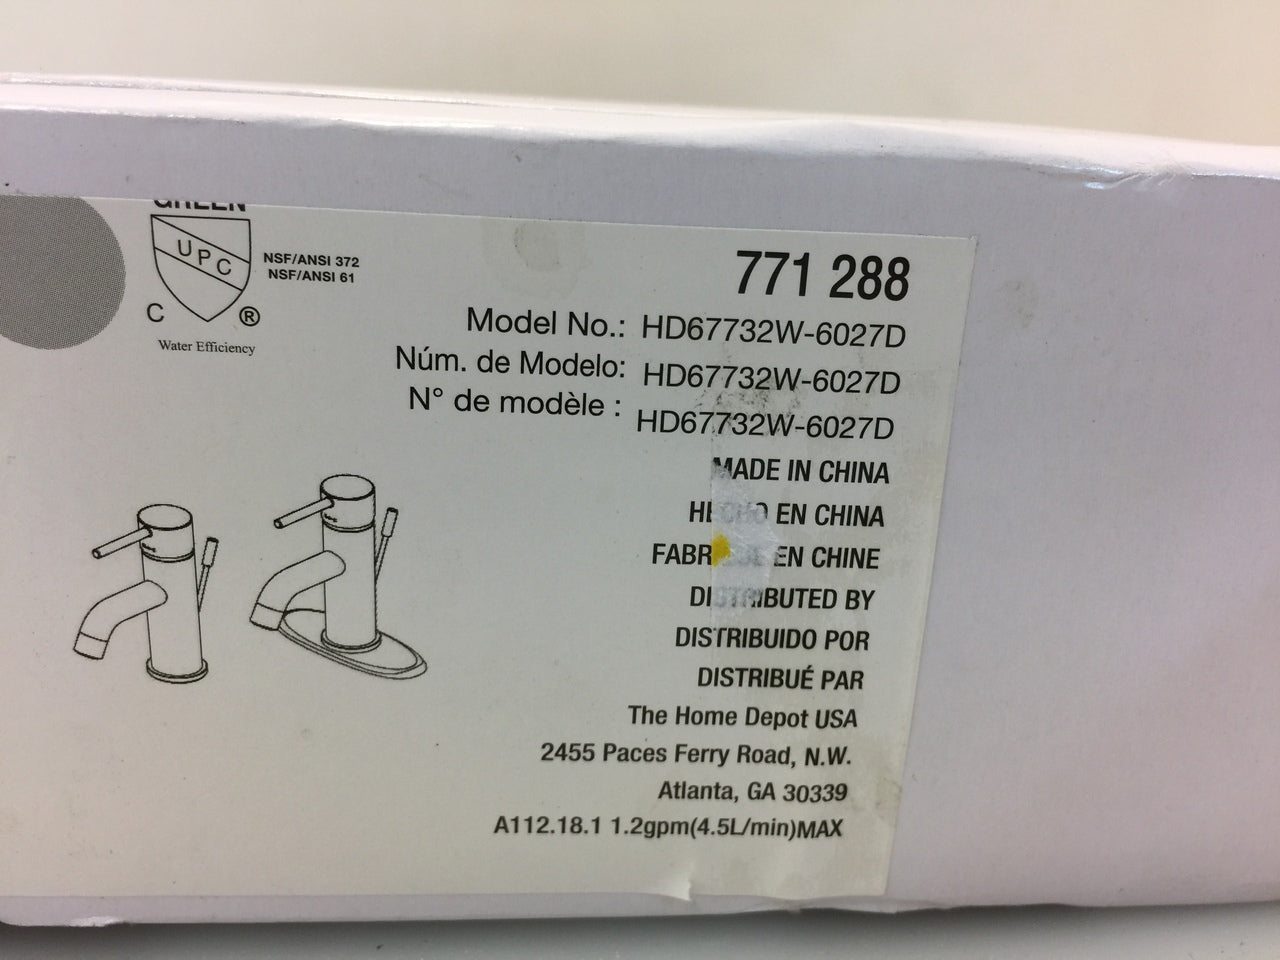 GREEN
UPC
C ®
NSF/ANSI 372
NSF/ANSI 61
Water Efficiency
771 288
Model No.: HD67732W-6027D
Núm. de Modelo: HD67732W-6027D
N° de modèle : HD67732W-6027D
MADE IN CHINA
HECHO EN CHINA
FABRIQUÉ EN CHINE
DISTRIBUTED BY
DISTRIBUIDO POR
DISTRIBUÉ PAR
The Home Depot USA
2455 Paces Ferry Road, N.W.
Atlanta, GA 30339
A112.18.1 1.2gpm(4.5L/min)MAX